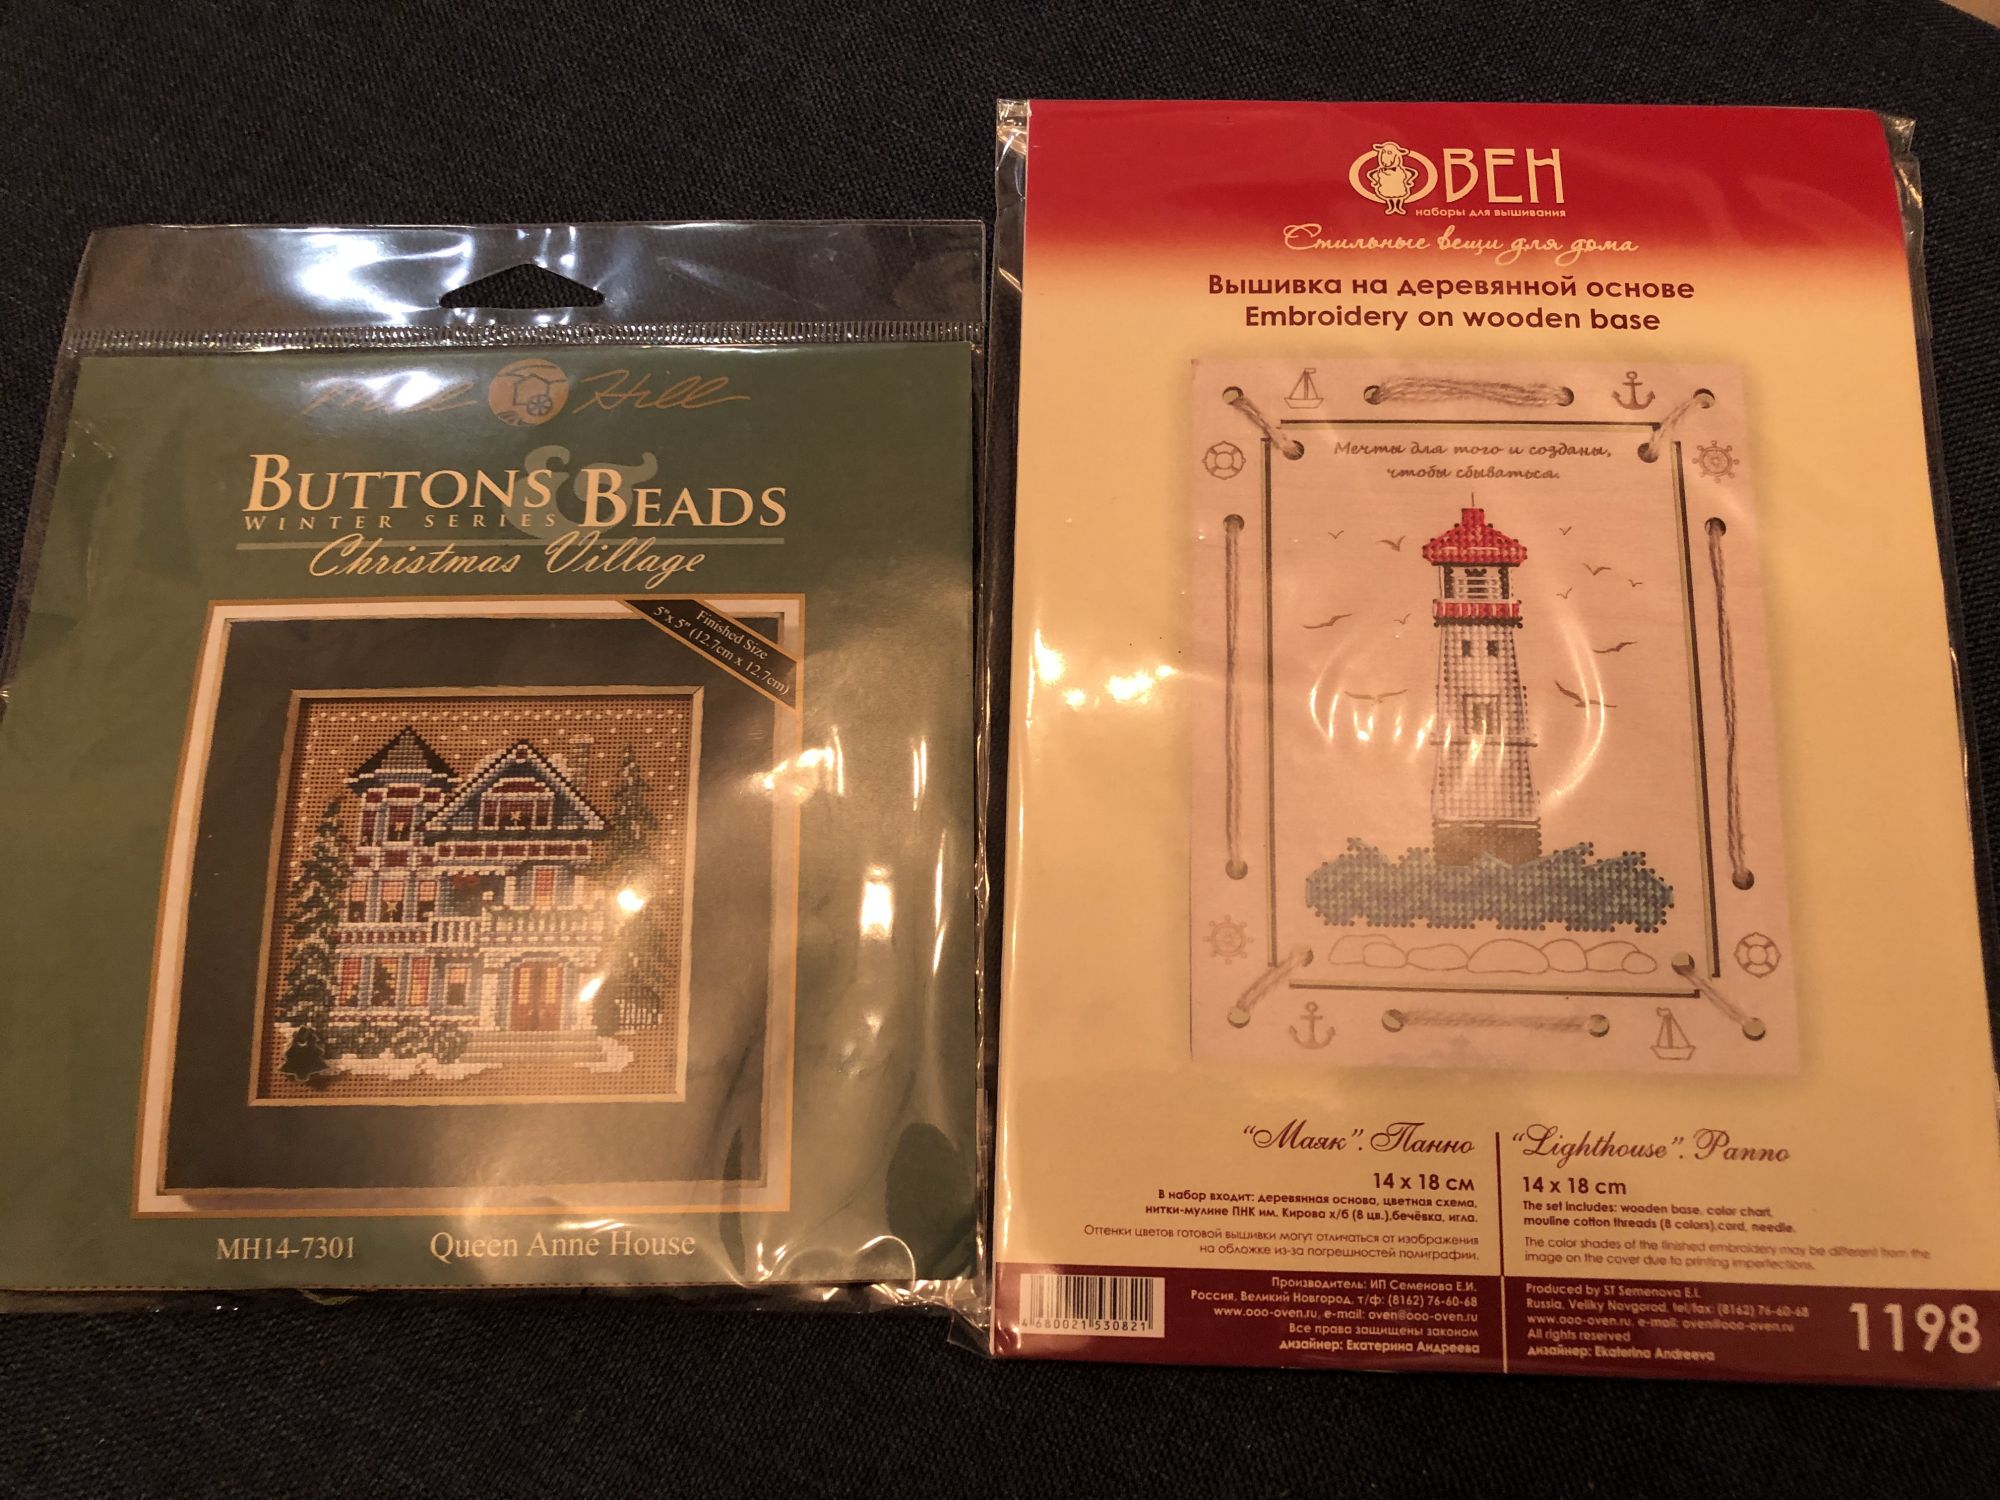 Mill Hill
BUTTONS & BEADS
WINTER SERIES
Christmas Village
Finished Size
5" x 5" (12.7cm x 12.7cm)
MH14-7301 Queen Anne House
ОВЕН
наборы для вышивания
Стильные вещи для дома
Вышивка на деревянной основе
Embroidery on wooden base
Мечты для того и созданы,
чтобы сбываться.
"Маяк". Панно
14 х 18 см
В набор входит: деревянная основа, цветная схема,
нитки-мулине ПНК им. Кирова х/б (8 цв.),бечёвка, игла.
Оттенки цветов готовой вышивки могут отличаться от изображения
на обложке из-за погрешностей полиграфии.
"Lighthouse". Panno
14 x 18 cm
The set includes: wooden base, color chart,
mouline cotton threads (8 colors),cord, needle.
The color shades of the finished embroidery may be different from the
image on the cover due to printing imperfections.
4 680021 530821
Производитель: ИП Семенова Е.И.
Россия, Великий Новгород, т/ф: (8162) 76-60-68
www.ooo-oven.ru, e-mail: oven@ooo-oven.ru
Все права защищены законом
дизайнер: Екатерина Андреева
Produced by ST Semenova E.I.
Russia, Veliky Novgorod, tel/fax: (8162) 76-60-68
www.ooo-oven.ru, e-mail: oven@ooo-oven.ru
All rights reserved
дизайнер: Ekaterina Andreeva
1198